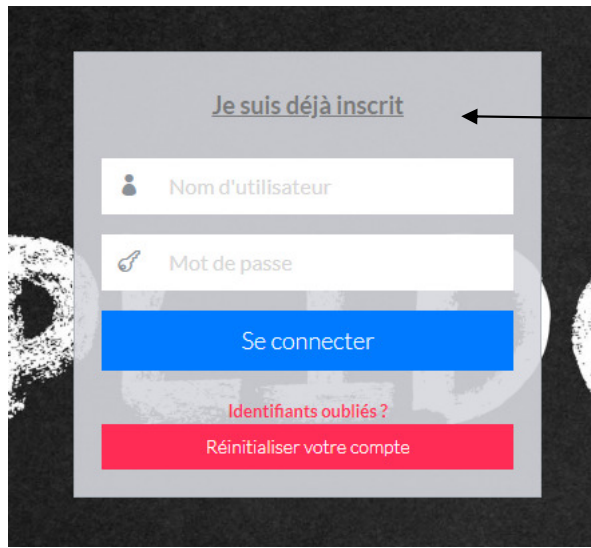 Je suis déjà inscrit
Nom d'utilisateur
Mot de passe
Se connecter
Identifiants oubliés ?
Réinitialiser votre compte